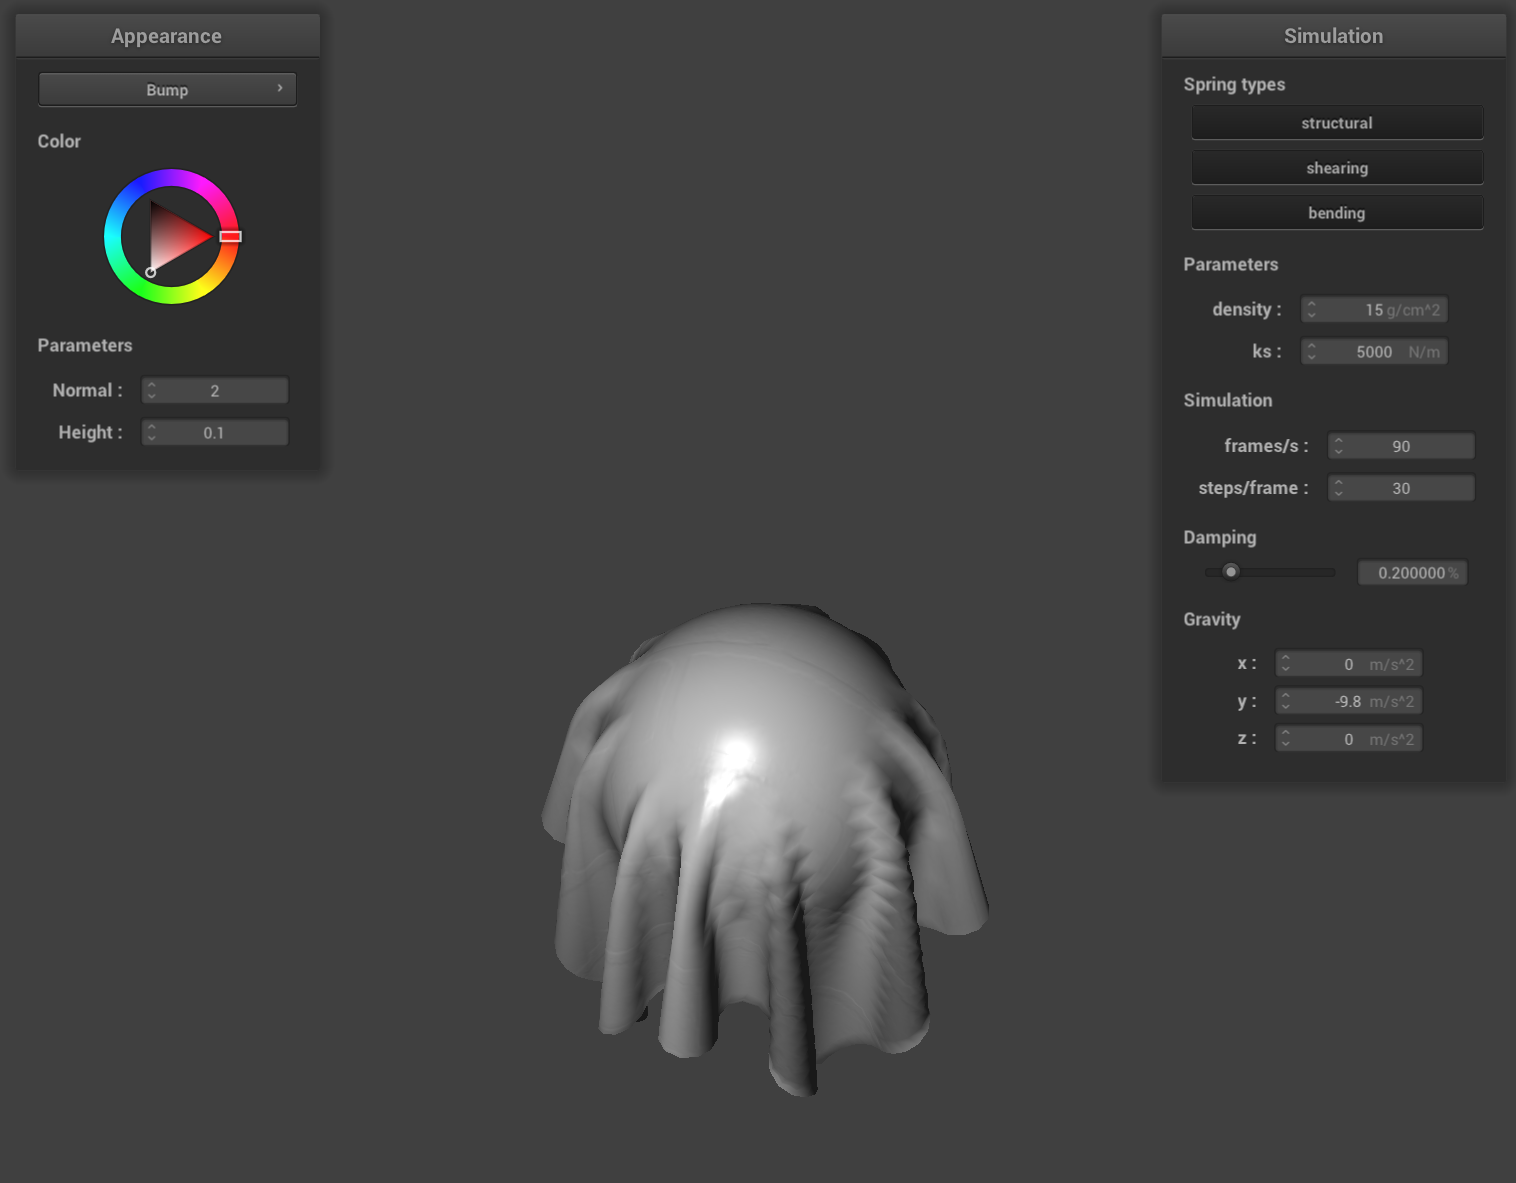 Appearance
Bump
Color
Parameters
Normal : 2
Height : 0.1
Simulation
Spring types
structural
shearing
bending
Parameters
density : 15 g/cm^2
ks : 5000 N/m
Simulation
frames/s : 90
steps/frame : 30
Damping
0.200000 %
Gravity
x : 0 m/s^2
y : -9.8 m/s^2
z : 0 m/s^2